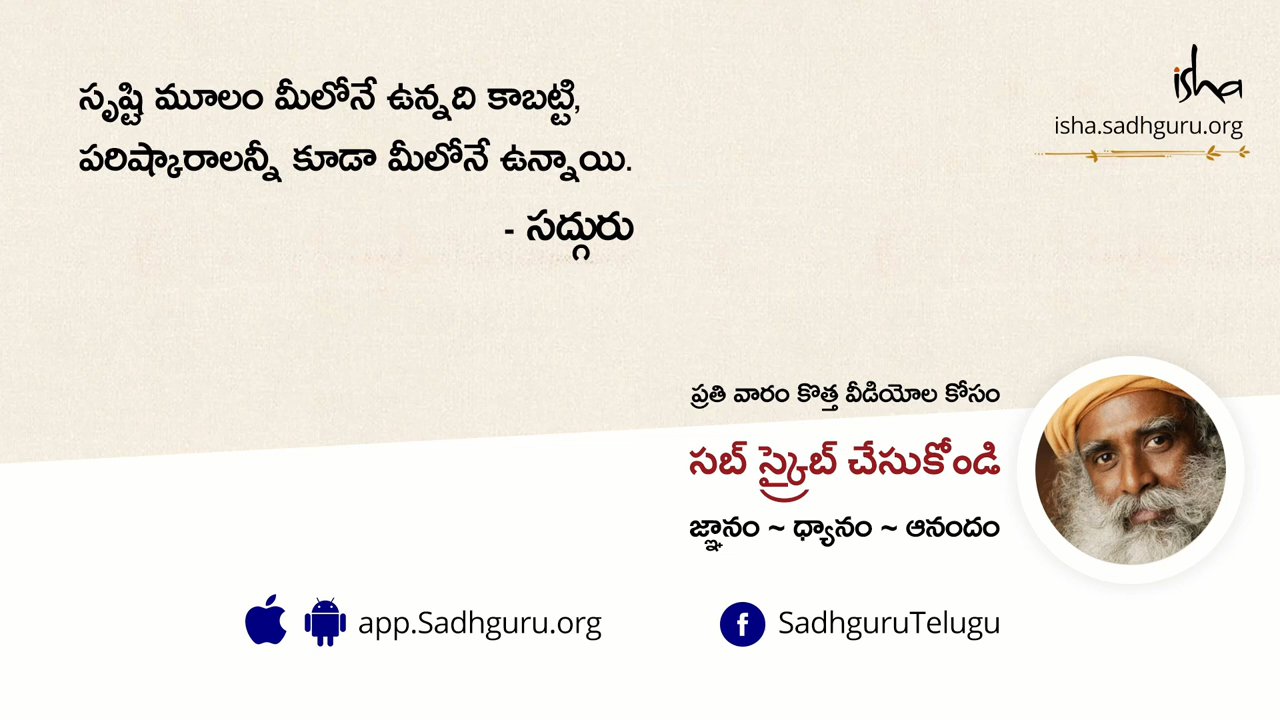 సృష్టి మూలం మీలోనే ఉన్నది కాబట్టి,
పరిష్కారాలన్నీ కూడా మీలోనే ఉన్నాయి.
- సద్గురు
isha
isha.sadhguru.org
ప్రతి వారం కొత్త వీడియోల కోసం
సబ్ స్క్రైబ్ చేసుకోండి
జ్ఞానం ~ ధ్యానం ~ ఆనందం
app.Sadhguru.org
f SadhguruTelugu